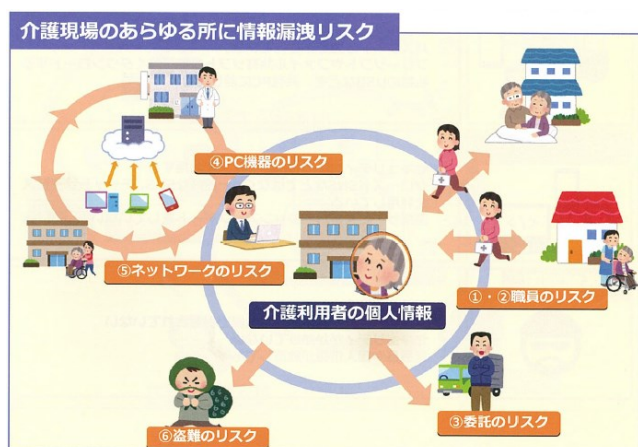 介護現場のあらゆる所に情報漏洩リスク
④PC機器のリスク
⑤ネットワークのリスク
介護利用者の個人情報
①・②職員のリスク
③委託のリスク
⑥盗難のリスク